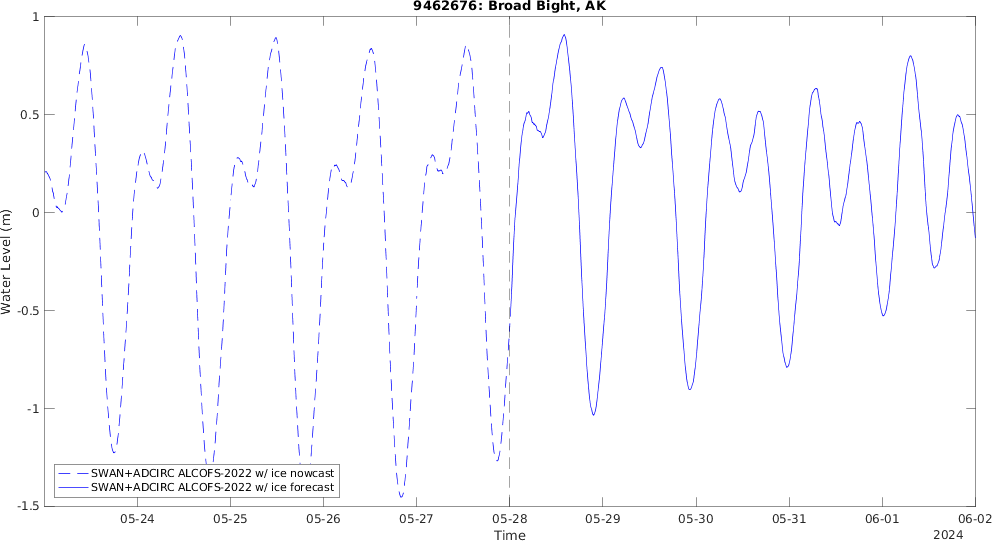 9462676: Broad Bight, AK
1
0.5
0
-0.5
-1
-1.5
Water Level (m)
SWAN+ADCIRC ALCOFS-2022 w/ ice nowcast
SWAN+ADCIRC ALCOFS-2022 w/ ice forecast
05-24 05-25 05-26 05-27 05-28 05-29 05-30 05-31 06-01 06-02
Time
2024